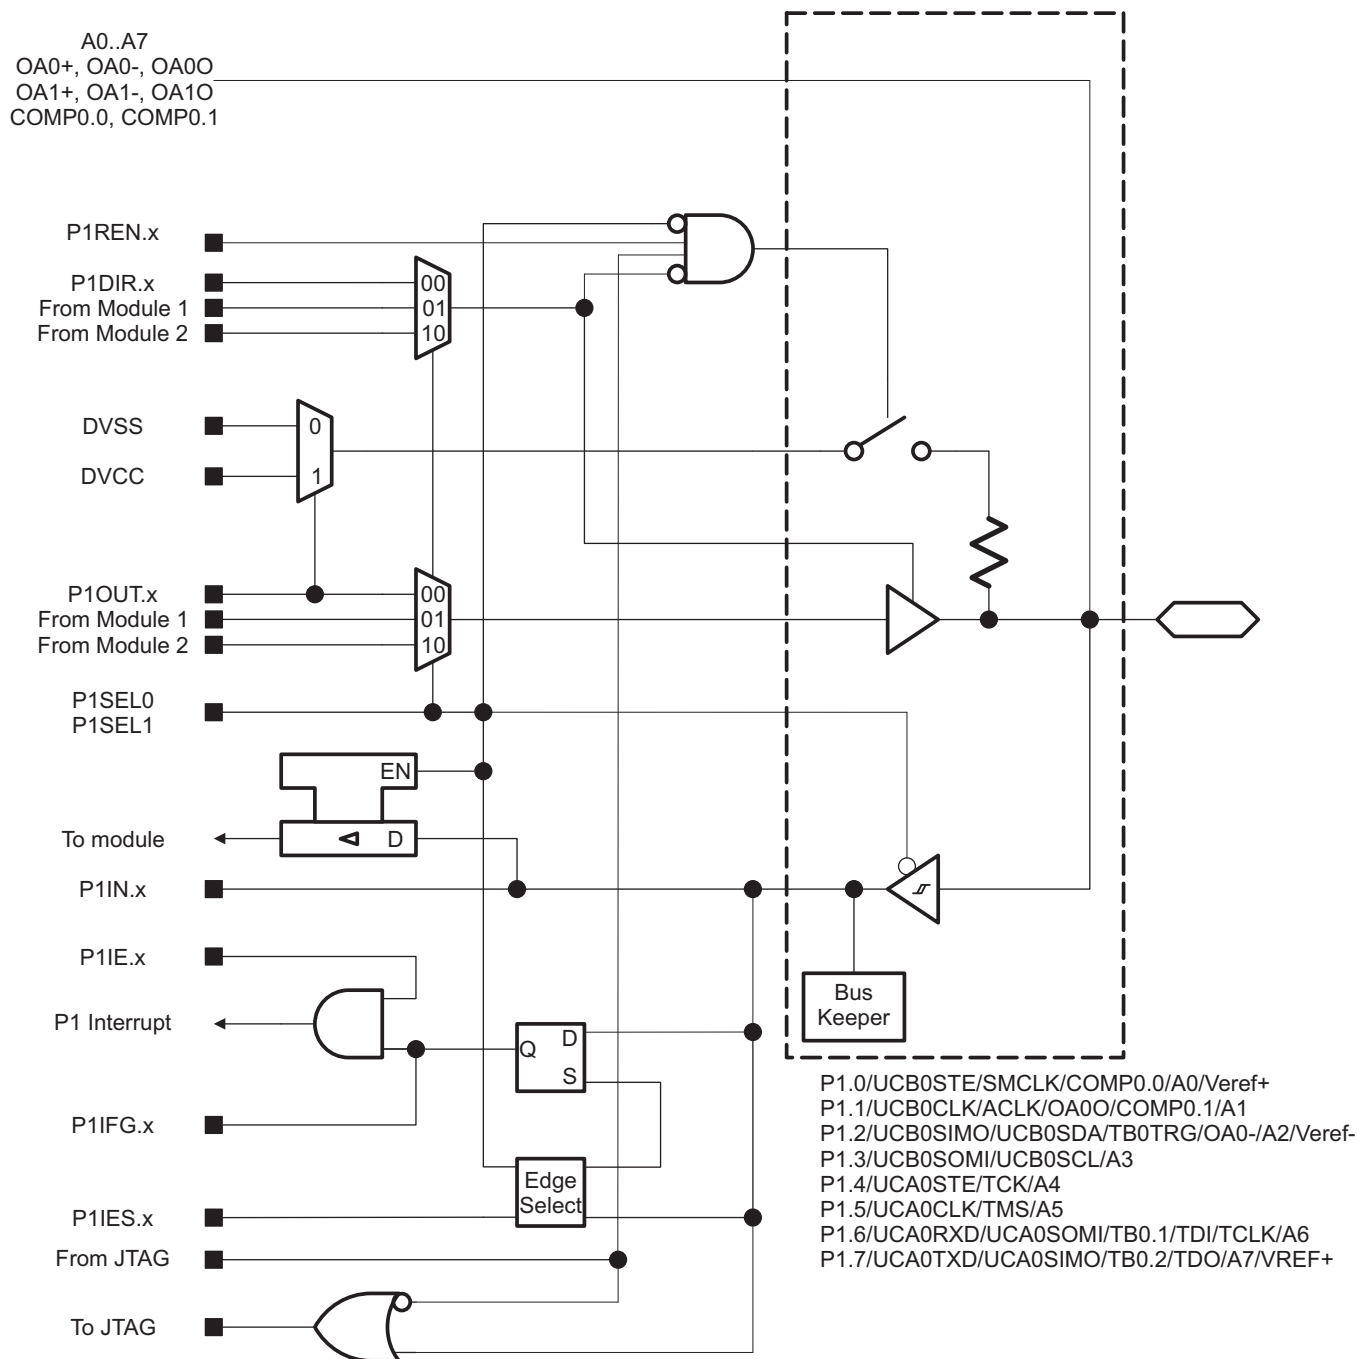 A0..A7
OA0+, OA0-, OA0O
OA1+, OA1-, OA1O
COMP0.0, COMP0.1
P1REN.x
P1DIR.x
From Module 1
From Module 2
00
01
10
DVSS
DVCC
0
1
P1OUT.x
From Module 1
From Module 2
00
01
10
P1SEL0
P1SEL1
EN
To module
D
P1IN.x
Bus
Keeper
P1IE.x
P1 Interrupt
Q
D
S
P1IFG.x
Edge
Select
P1IES.x
From JTAG
To JTAG
P1.0/UCB0STE/SMCLK/COMP0.0/A0/Veref+
P1.1/UCB0CLK/ACLK/OA0O/COMP0.1/A1
P1.2/UCB0SIMO/UCB0SDA/TB0TRG/OA0-/A2/Veref-
P1.3/UCB0SOMI/UCB0SCL/A3
P1.4/UCA0STE/TCK/A4
P1.5/UCA0CLK/TMS/A5
P1.6/UCA0RXD/UCA0SOMI/TB0.1/TDI/TCLK/A6
P1.7/UCA0TXD/UCA0SIMO/TB0.2/TDO/A7/VREF+